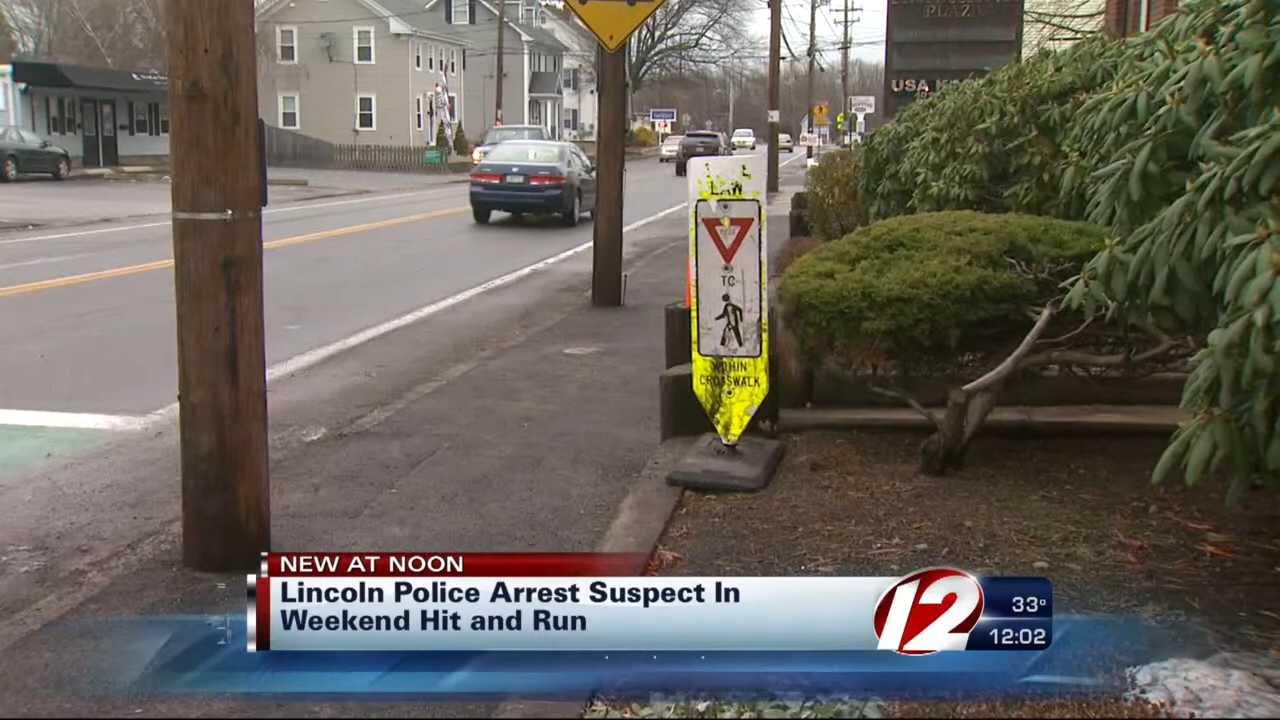 PLAZA
USA
LAW
TO
WITHIN
CROSSWALK
NEW AT NOON
Lincoln Police Arrest Suspect In
Weekend Hit and Run
12
33°
12:02